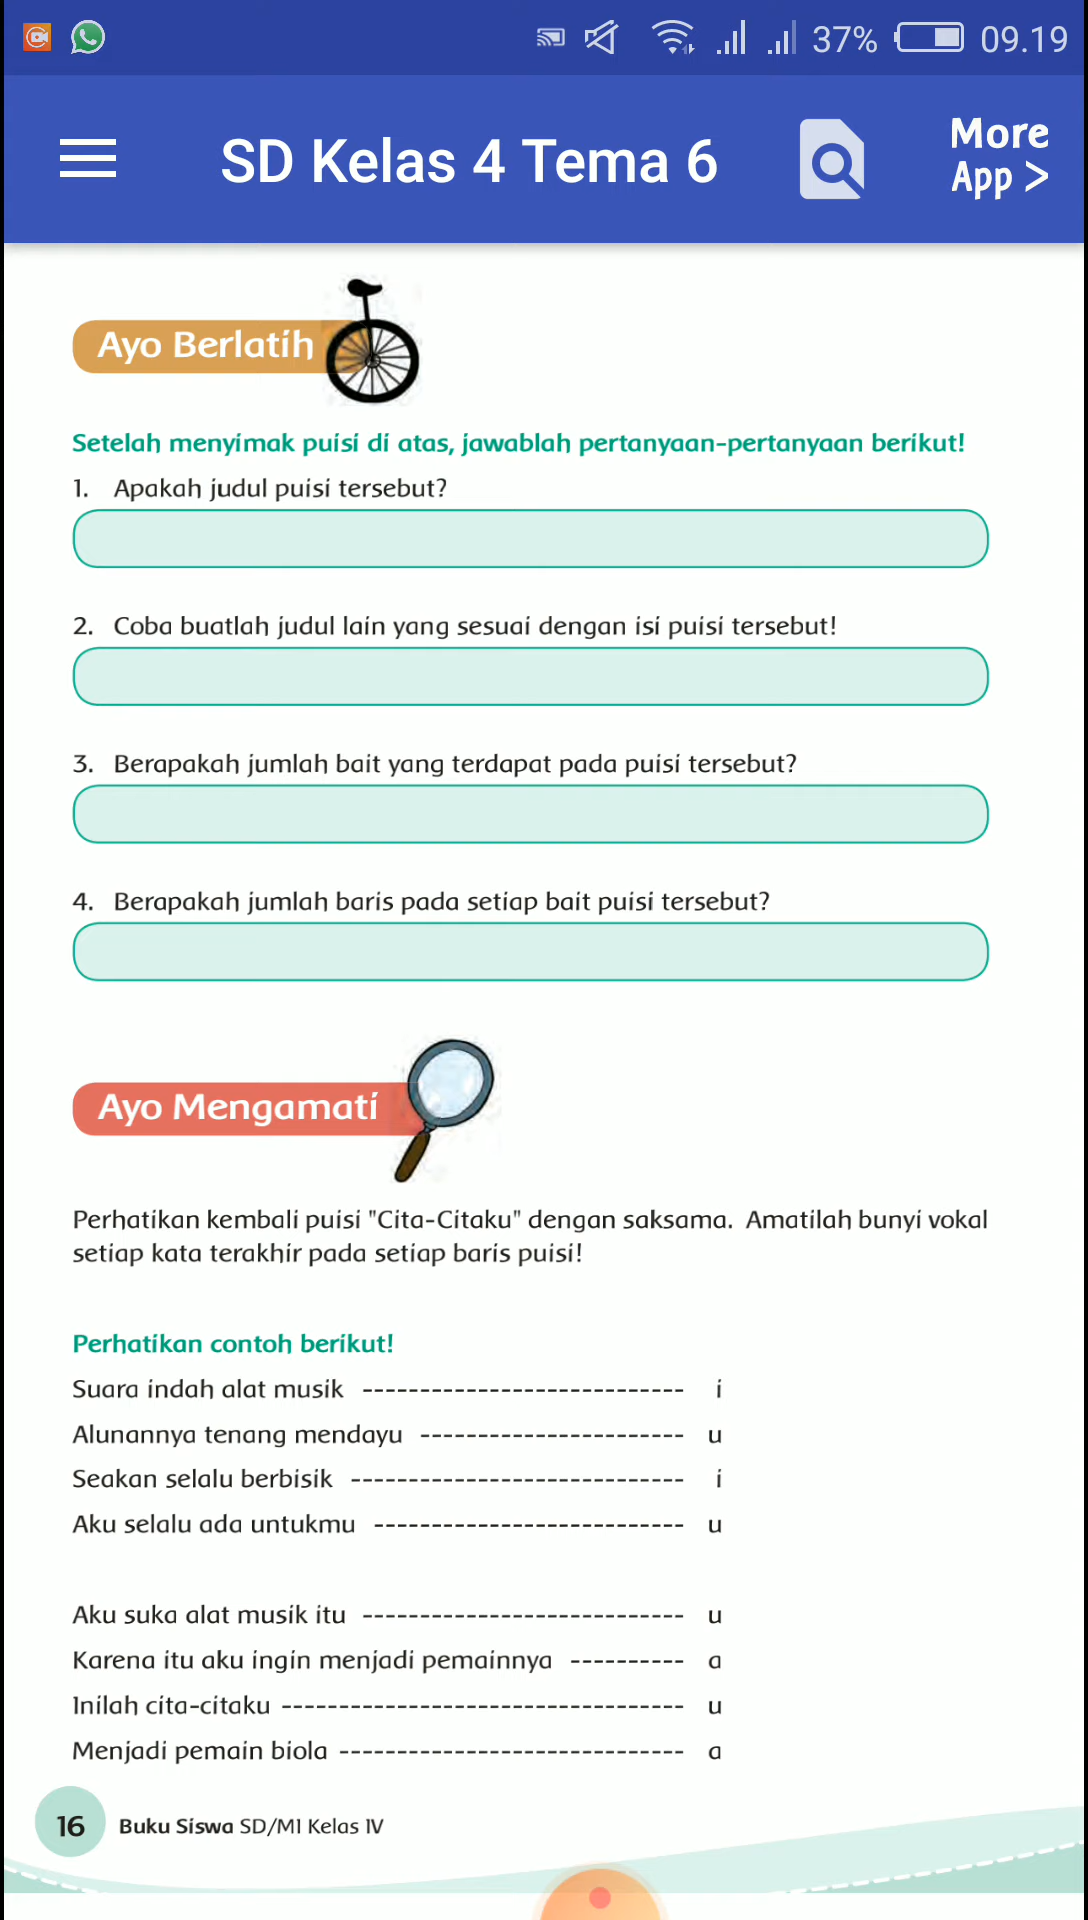 37% 09.19
SD Kelas 4 Tema 6
More
App >
Ayo Berlatih
Setelah menyimak puisi di atas, jawablah pertanyaan-pertanyaan berikut!
1. Apakah judul puisi tersebut?
2. Coba buatlah judul lain yang sesuai dengan isi puisi tersebut!
3. Berapakah jumlah bait yang terdapat pada puisi tersebut?
4. Berapakah jumlah baris pada setiap bait puisi tersebut?
Ayo Mengamati
Perhatikan kembali puisi "Cita-Citaku" dengan saksama. Amatilah bunyi vokal
setiap kata terakhir pada setiap baris puisi!
Perhatikan contoh berikut!
Suara indah alat musik ---------------------------- i
Alunannya tenang mendayu ----------------------- u
Seakan selalu berbisik ----------------------------- i
Aku selalu ada untukmu --------------------------- u
Aku suka alat musik itu ---------------------------- u
Karena itu aku ingin menjadi pemainnya ---------- a
Inilah cita-citaku ----------------------------------- u
Menjadi pemain biola ------------------------------ a
16 Buku Siswa SD/MI Kelas IV